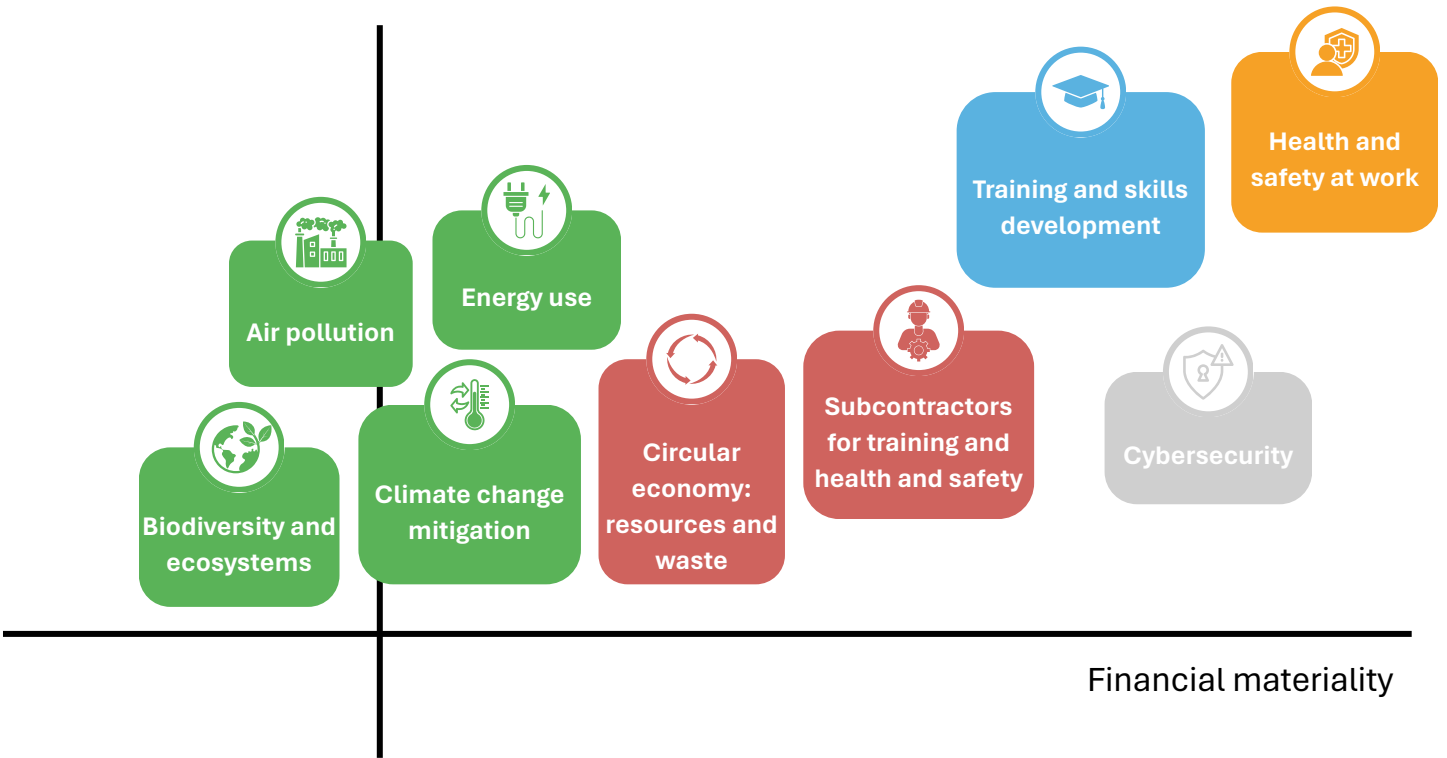 Health and
safety at work
Training and skills
development
Energy use
Air pollution
Subcontractors
for training and
health and safety
Cybersecurity
Circular
economy:
resources and
waste
Climate change
mitigation
Biodiversity and
ecosystems
Financial materiality